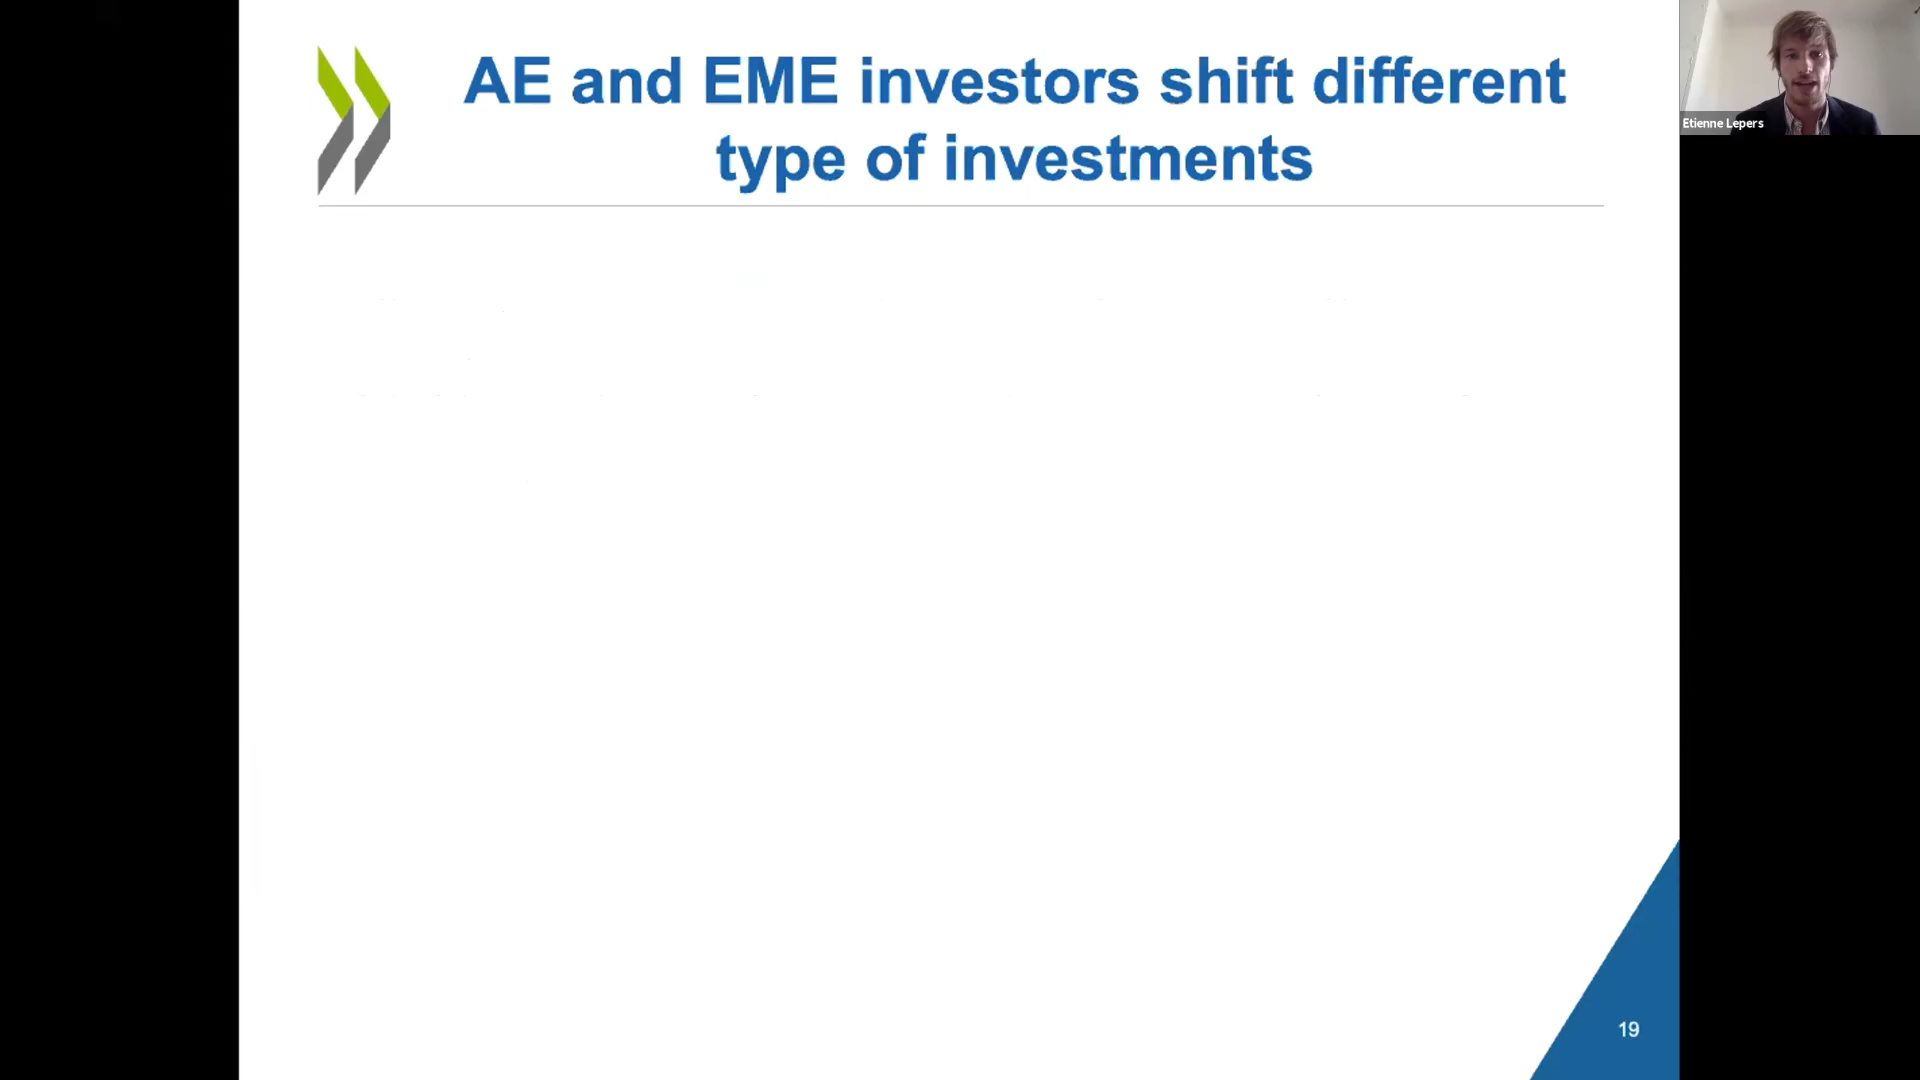 AE and EME investors shift different
type of investments
Etienne Lepers
19